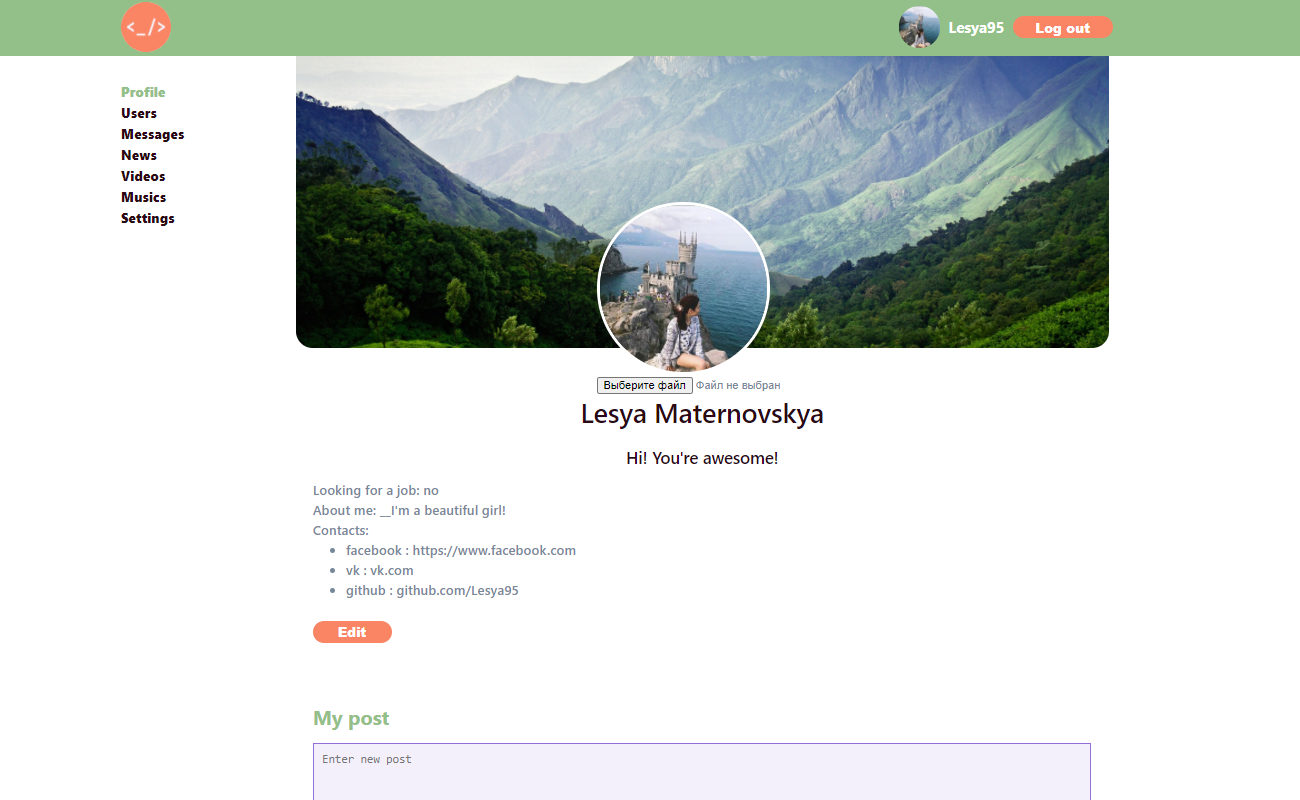 <_/>
Lesya95
Log out
Profile
Users
Messages
News
Videos
Musics
Settings
Выберите файл Файл не выбран
Lesya Maternovskya
Hi! You're awesome!
Looking for a job: no
About me: __I'm a beautiful girl!
Contacts:
facebook : https://www.facebook.com
vk : vk.com
github : github.com/Lesya95
Edit
My post
Enter new post